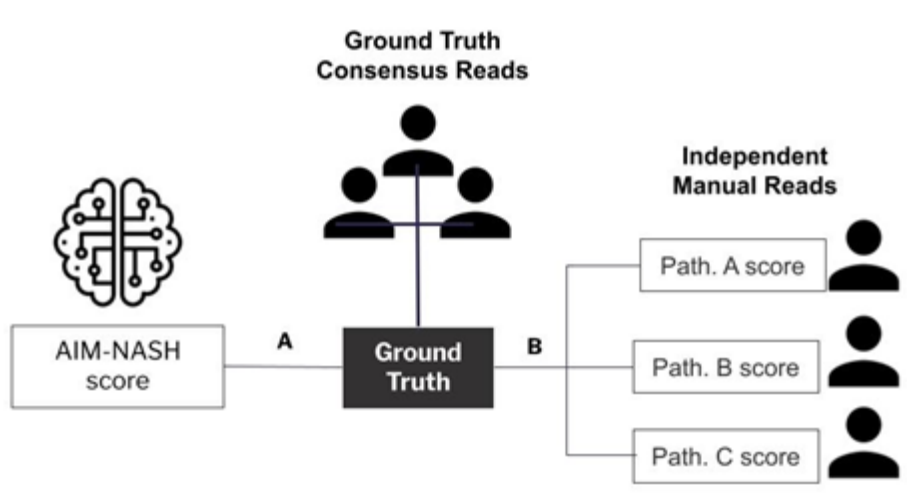 Ground Truth
Consensus Reads
Independent
Manual Reads
Path. A score
AIM-NASH
score
A
Ground
Truth
B
Path. B score
Path. C score